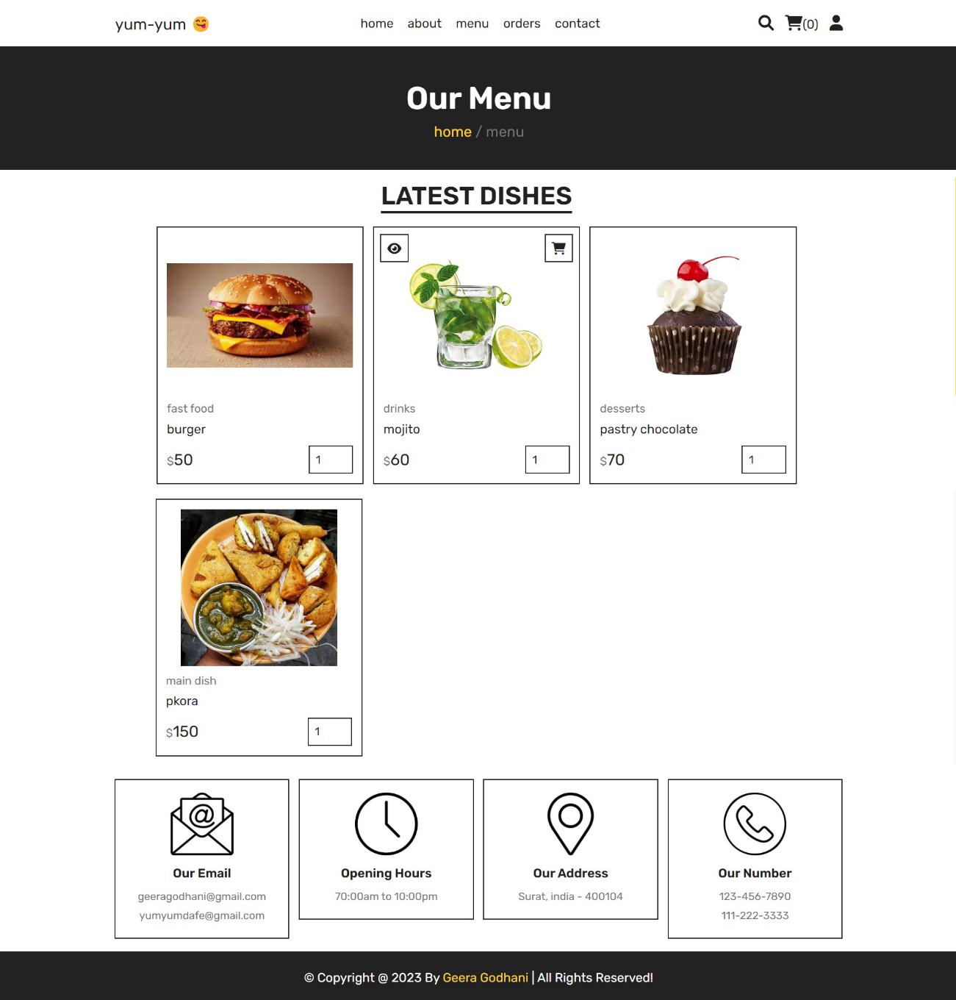 yum-yum 😋
home about menu orders contact
(0)
Our Menu
home / menu
LATEST DISHES
fast food
burger
$50
1
drinks
mojito
$60
1
desserts
pastry chocolate
$70
1
main dish
pkora
$150
1
@
Our Email
geeragodhani@gmail.com
yumyumdafe@gmail.com
Opening Hours
70:00am to 10:00pm
Our Address
Surat, india - 400104
Our Number
123-456-7890
111-222-3333
© Copyright @ 2023 By Geera Godhani | All Rights Reserved!